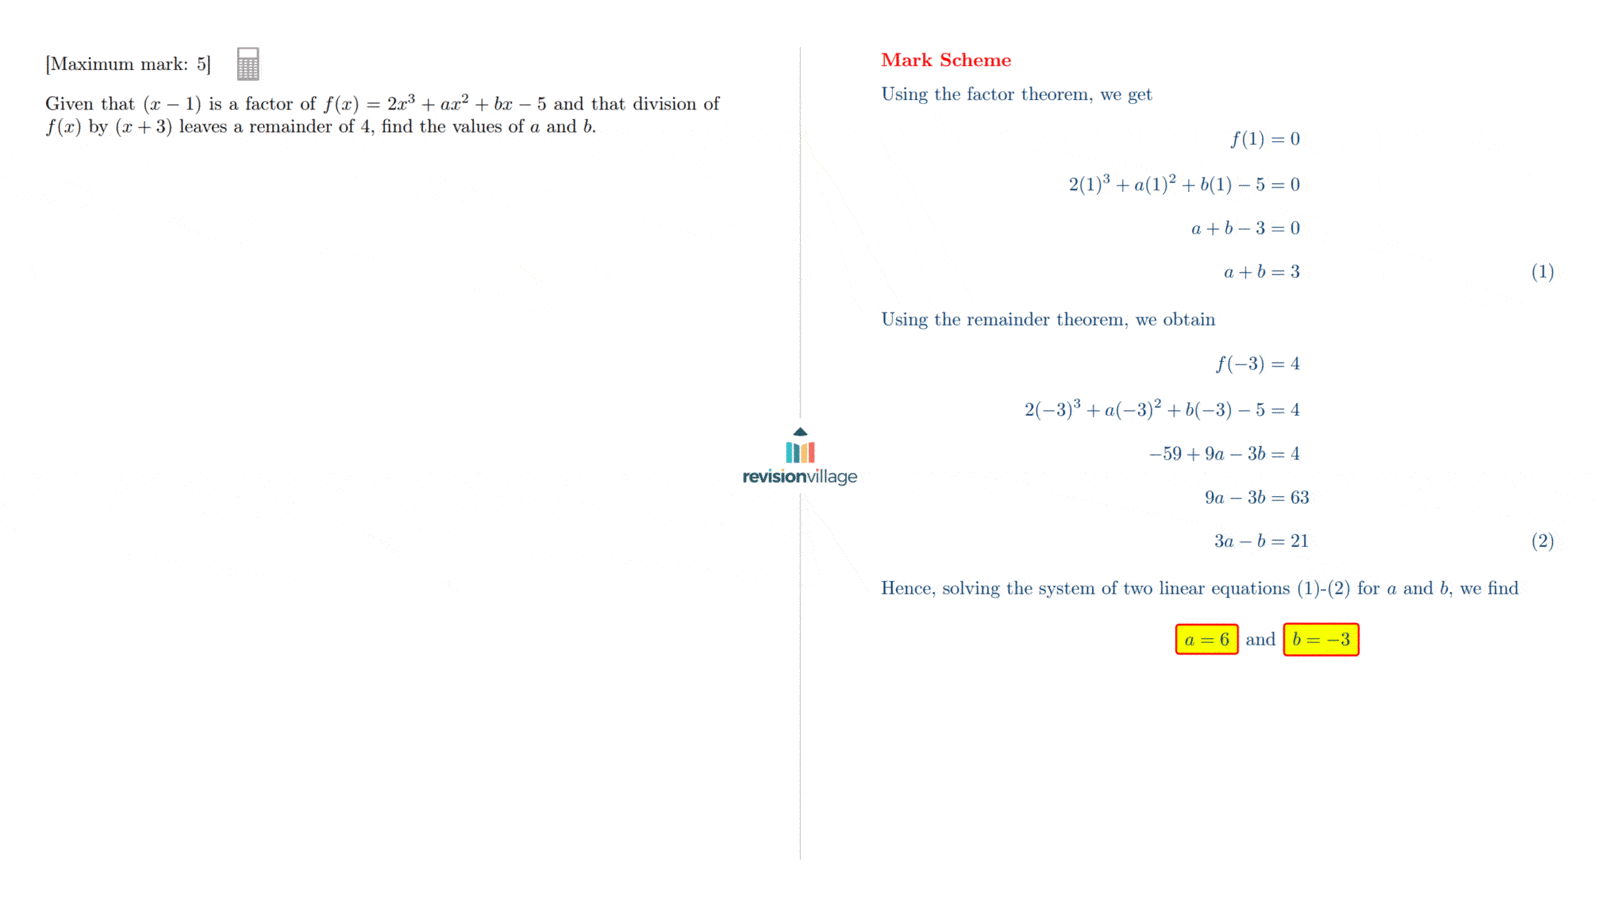 [Maximum mark: 5]
Given that (x − 1) is a factor of f(x) = 2x³ + ax² + bx − 5 and that division of
f(x) by (x + 3) leaves a remainder of 4, find the values of a and b.
Mark Scheme
Using the factor theorem, we get
f(1) = 0
2(1)³ + a(1)² + b(1) − 5 = 0
a + b − 3 = 0
a + b = 3 (1)
Using the remainder theorem, we obtain
f(−3) = 4
2(−3)³ + a(−3)² + b(−3) − 5 = 4
−59 + 9a − 3b = 4
9a − 3b = 63
3a − b = 21 (2)
Hence, solving the system of two linear equations (1)-(2) for a and b, we find
a = 6 and b = −3
revisionvillage